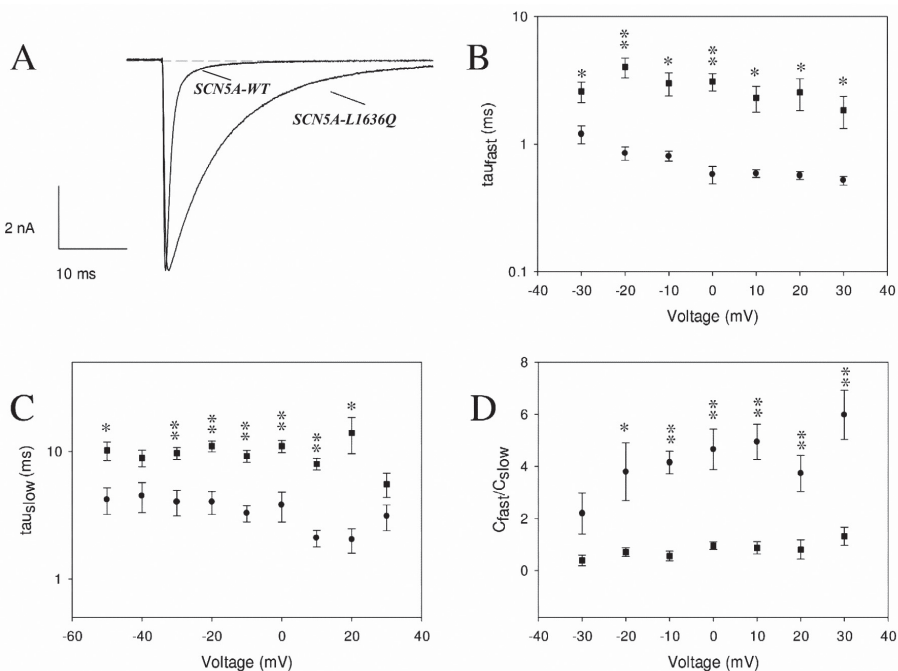 A
SCN5A-WT
SCN5A-L1636Q
2 nA
10 ms
B
10
1
0.1
taufast (ms)
* ** * ** * * *
-40 -30 -20 -10 0 10 20 30 40
Voltage (mV)
C
10
1
tauslow (ms)
* ** ** ** ** ** *
-60 -40 -20 0 20 40
Voltage (mV)
D
8
6
4
2
0
Cfast/Cslow
* ** ** ** ** **
-40 -30 -20 -10 0 10 20 30 40
Voltage (mV)